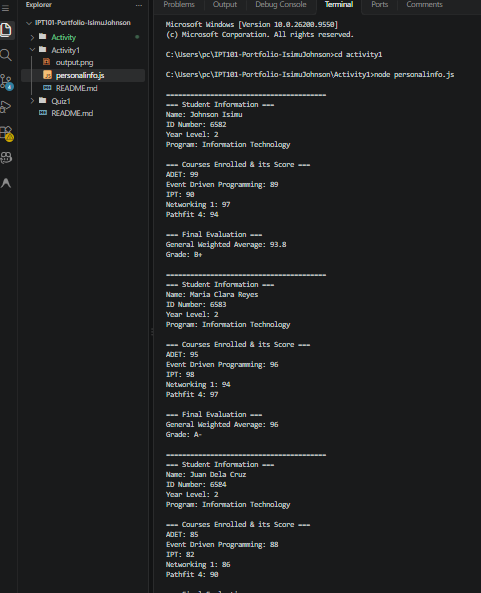 Explorer
IPT101-Portfolio-IsimuJohnson
Activity
Activity1
output.png
personalinfo.js
README.md
Quiz1
README.md
Problems Output Debug Console Terminal Ports Comments
Microsoft Windows [Version 10.0.26200.9550]
(c) Microsoft Corporation. All rights reserved.
C:\Users\pc\IPT101-Portfolio-IsimuJohnson>cd activity1
C:\Users\pc\IPT101-Portfolio-IsimuJohnson\Activity1>node personalinfo.js
========================================
=== Student Information ===
Name: Johnson Isimu
ID Number: 6582
Year Level: 2
Program: Information Technology
=== Courses Enrolled & its Score ===
ADET: 99
Event Driven Programming: 89
IPT: 90
Networking 1: 97
Pathfit 4: 94
=== Final Evaluation ===
General Weighted Average: 93.8
Grade: B+
========================================
=== Student Information ===
Name: Maria Clara Reyes
ID Number: 6583
Year Level: 2
Program: Information Technology
=== Courses Enrolled & its Score ===
ADET: 95
Event Driven Programming: 96
IPT: 98
Networking 1: 94
Pathfit 4: 97
=== Final Evaluation ===
General Weighted Average: 96
Grade: A-
========================================
=== Student Information ===
Name: Juan Dela Cruz
ID Number: 6584
Year Level: 2
Program: Information Technology
=== Courses Enrolled & its Score ===
ADET: 85
Event Driven Programming: 88
IPT: 82
Networking 1: 86
Pathfit 4: 90